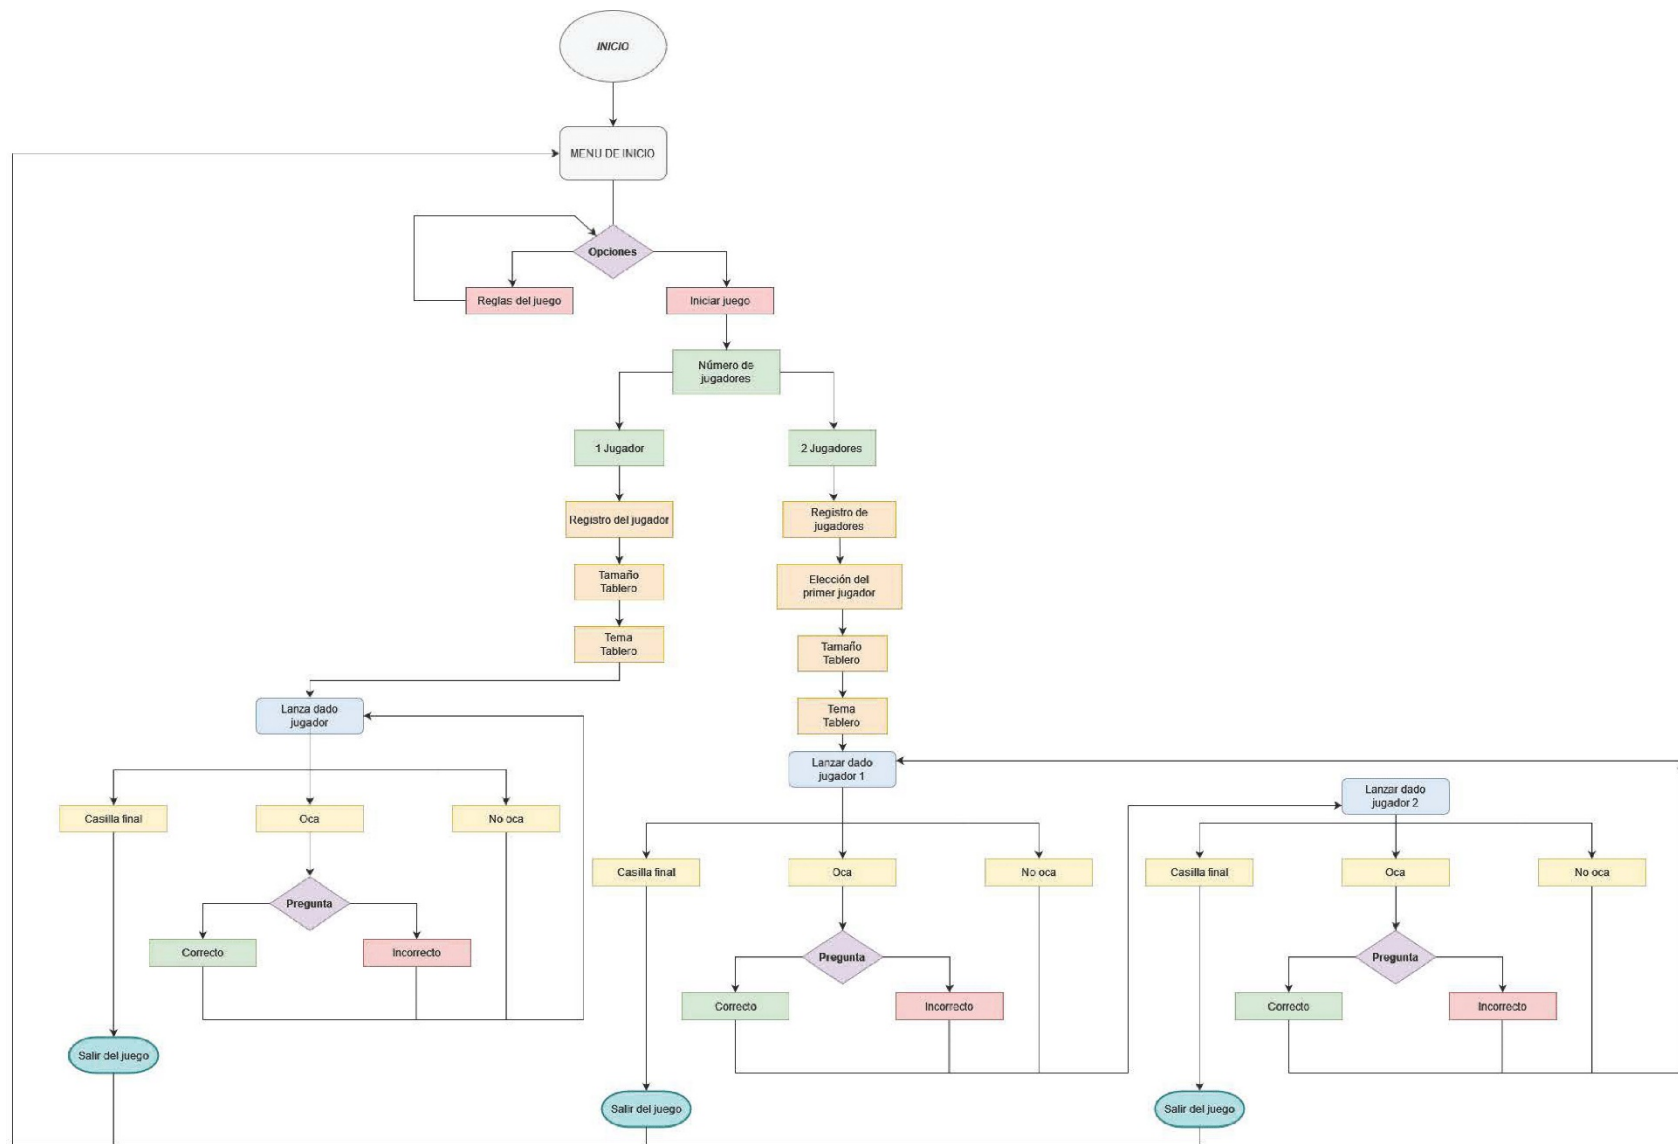 INICIO
MENU DE INICIO
Opciones
Reglas del juego
Iniciar juego
Número de
jugadores
1 Jugador
2 Jugadores
Registro del jugador
Registro de
jugadores
Tamaño
Tablero
Elección del
primer jugador
Tema
Tablero
Tamaño
Tablero
Lanza dado
jugador
Tema
Tablero
Lanzar dado
jugador 1
Lanzar dado
jugador 2
Casilla final
Oca
No oca
Casilla final
Oca
No oca
Casilla final
Oca
No oca
Pregunta
Correcto
Incorrecto
Pregunta
Pregunta
Correcto
Incorrecto
Correcto
Incorrecto
Salir del juego
Salir del juego
Salir del juego